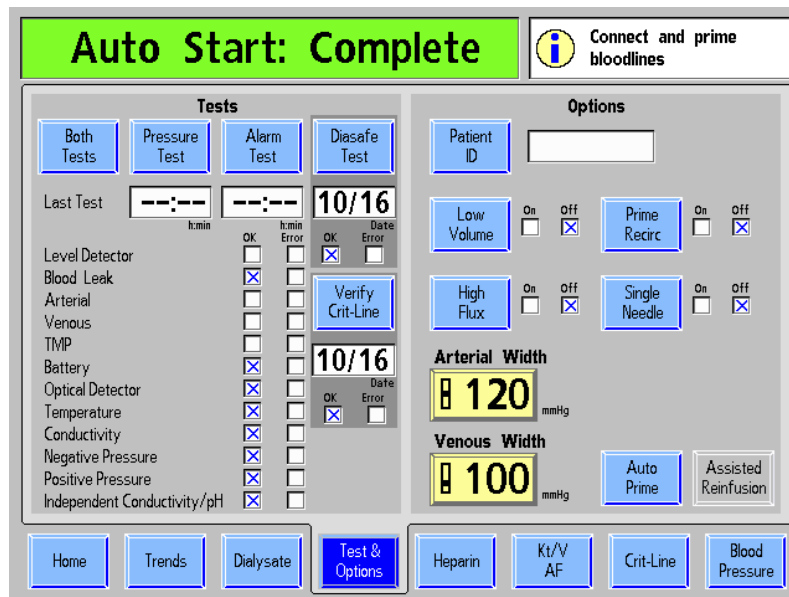 Auto Start: Complete
Connect and prime
bloodlines
Tests
Both
Tests
Pressure
Test
Alarm
Test
Diasafe
Test
Last Test
--:--
--:--
10/16
h:min
h:min
Date
OK Error
OK Error
Level Detector
Blood Leak
Arterial
Venous
TMP
Battery
Optical Detector
Temperature
Conductivity
Negative Pressure
Positive Pressure
Independent Conductivity/pH
Verify
Crit-Line
10/16
Date
OK Error
Options
Patient
ID
Low
Volume
On Off
Prime
Recirc
On Off
High
Flux
On Off
Single
Needle
On Off
Arterial Width
120 mmHg
Venous Width
100 mmHg
Auto
Prime
Assisted
Reinfusion
Home
Trends
Dialysate
Test &
Options
Heparin
Kt/V
AF
Crit-Line
Blood
Pressure